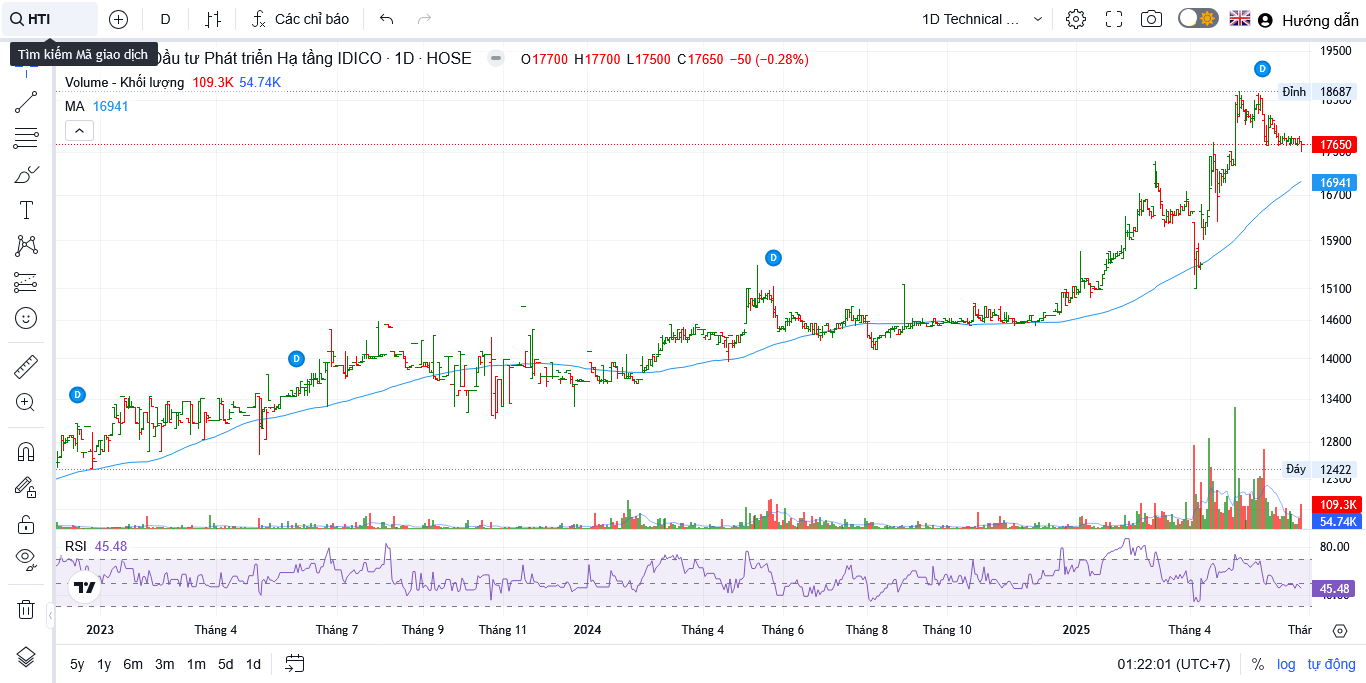 HTI D Các chỉ báo 1D Technical ... Hướng dẫn
Tìm kiếm Mã giao dịch
Đầu tư Phát triển Hạ tầng IDICO · 1D · HOSE O17700 H17700 L17500 C17650 −50 (−0.28%)
Volume - Khối lượng 109.3K 54.74K
MA 16941
19500
D
Đỉnh 18687
17650
16941
16700
15900
D
15100
14600
D
14000
D
13400
12800
Đáy 12422
12300
109.3K
54.74K
RSI 45.48
80.00
45.48
2023 Tháng 4 Tháng 7 Tháng 9 Tháng 11 2024 Tháng 4 Tháng 6 Tháng 8 Tháng 10 2025 Tháng 4 Thár
5y 1y 6m 3m 1m 5d 1d 01:22:01 (UTC+7) % log tự động